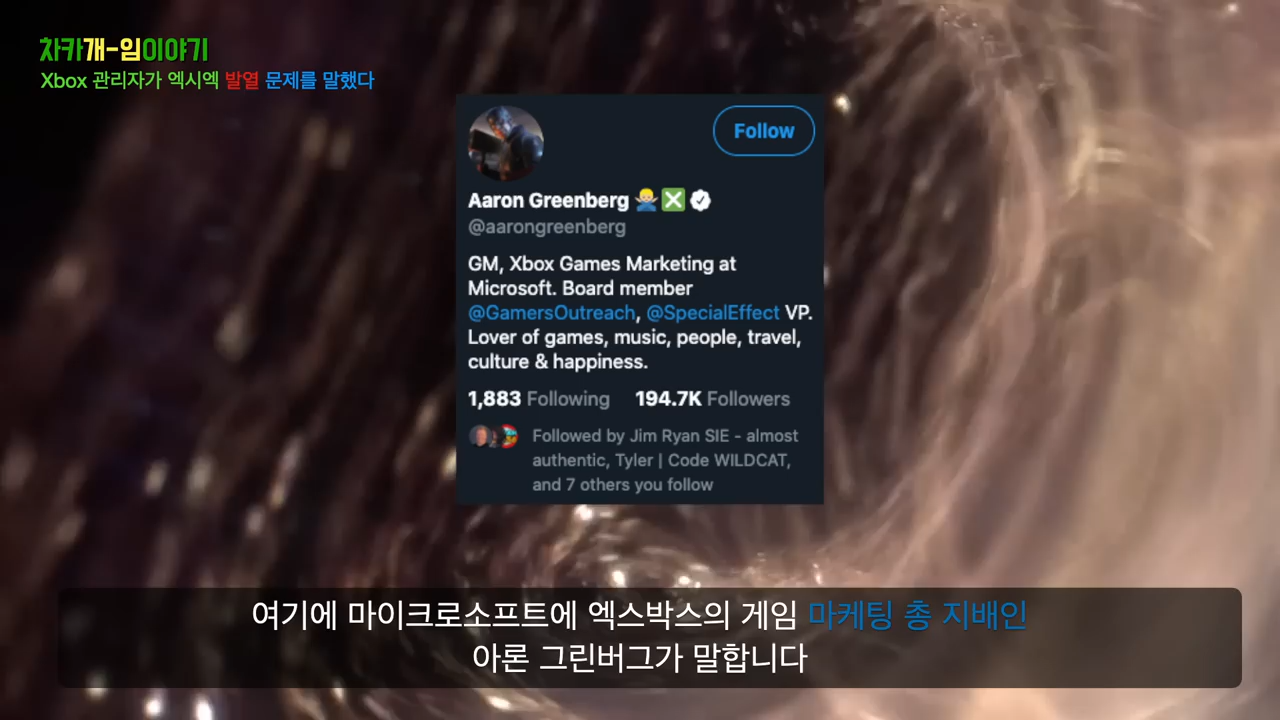 차카개-임이야기
Xbox 관리자가 엑시엑 발열 문제를 말했다
Follow
Aaron Greenberg 🙅🏼‍♂️❎
@aarongreenberg
GM, Xbox Games Marketing at
Microsoft. Board member
@GamersOutreach, @SpecialEffect VP.
Lover of games, music, people, travel,
culture & happiness.
1,883 Following 194.7K Followers
Followed by Jim Ryan SIE - almost
authentic, Tyler | Code WILDCAT,
and 7 others you follow
여기에 마이크로소프트에 엑스박스의 게임 마케팅 총 지배인
아론 그린버그가 말합니다